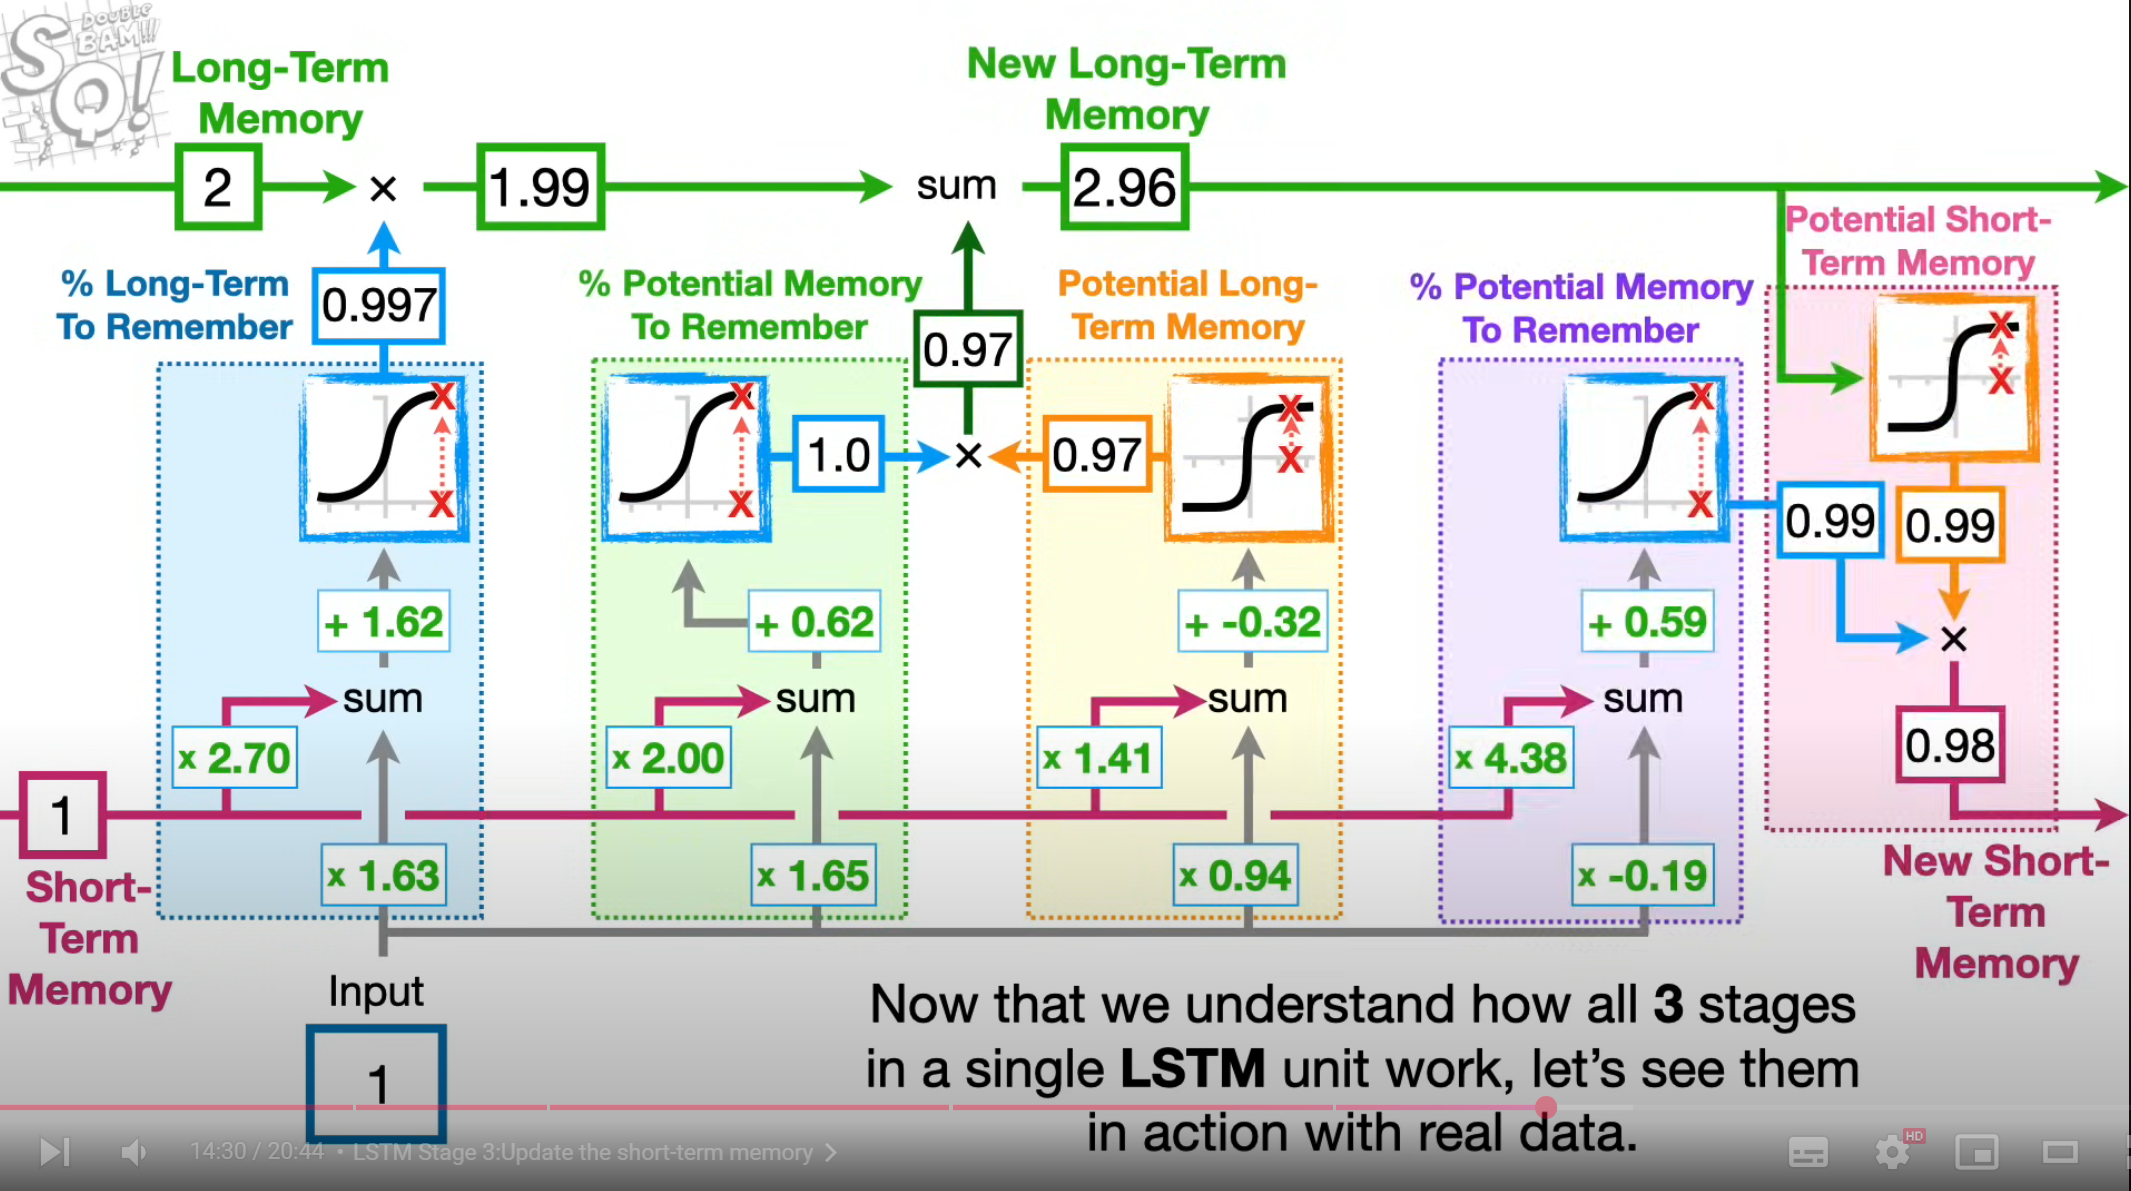 DOUBLE
BAM!!!
SQ!
Long-Term
Memory
New Long-Term
Memory
2
×
1.99
sum
2.96
Potential Short-
Term Memory
% Long-Term
To Remember
0.997
% Potential Memory
To Remember
0.97
Potential Long-
Term Memory
% Potential Memory
To Remember
X
X
X
X
1.0
×
0.97
X
X
X
X
X
X
0.99
0.99
×
+ 1.62
+ 0.62
+ -0.32
+ 0.59
sum
sum
sum
sum
x 2.70
x 2.00
x 1.41
x 4.38
0.98
1
Short-
Term
Memory
x 1.63
x 1.65
x 0.94
x -0.19
New Short-
Term
Memory
Input
1
Now that we understand how all 3 stages
in a single LSTM unit work, let’s see them
in action with real data.
14:30 / 20:44 • LSTM Stage 3:Update the short-term memory
HD